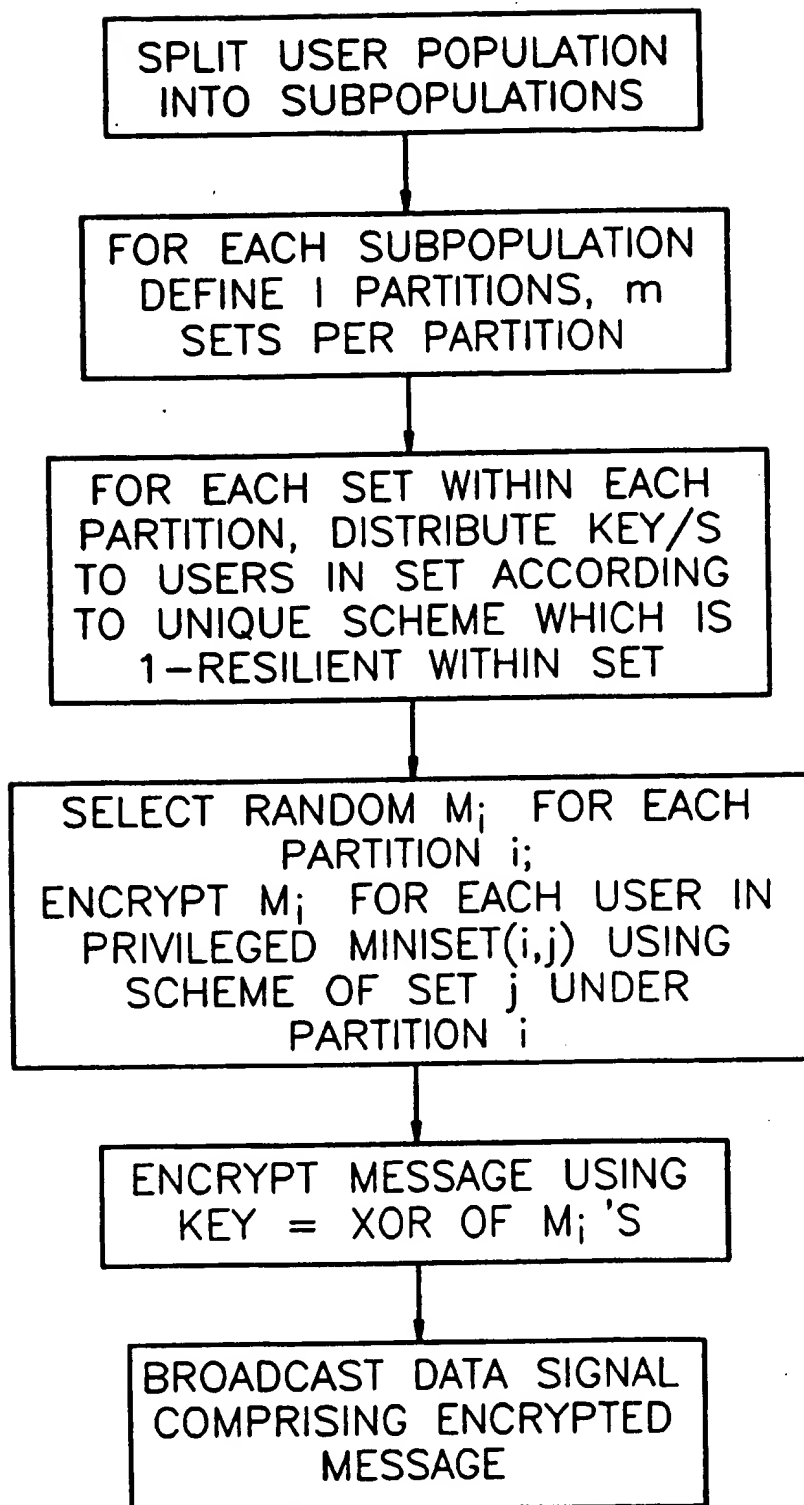 SPLIT USER POPULATION
INTO SUBPOPULATIONS
FOR EACH SUBPOPULATION
DEFINE l PARTITIONS, m
SETS PER PARTITION
FOR EACH SET WITHIN EACH
PARTITION, DISTRIBUTE KEY/S
TO USERS IN SET ACCORDING
TO UNIQUE SCHEME WHICH IS
1-RESILIENT WITHIN SET
SELECT RANDOM Mi FOR EACH
PARTITION i;
ENCRYPT Mi FOR EACH USER IN
PRIVILEGED MINISET(i,j) USING
SCHEME OF SET j UNDER
PARTITION i
ENCRYPT MESSAGE USING
KEY = XOR OF Mi 'S
BROADCAST DATA SIGNAL
COMPRISING ENCRYPTED
MESSAGE